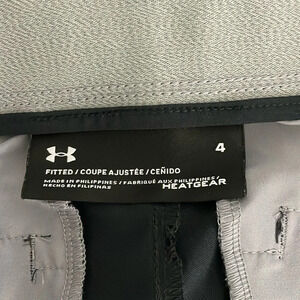 4
FITTED / COUPE AJUSTÉE / CEÑIDO
MADE IN PHILIPPINES / FABRIQUÉ AUX PHILIPPINES /
HECHO EN FILIPINAS
HEATGEAR